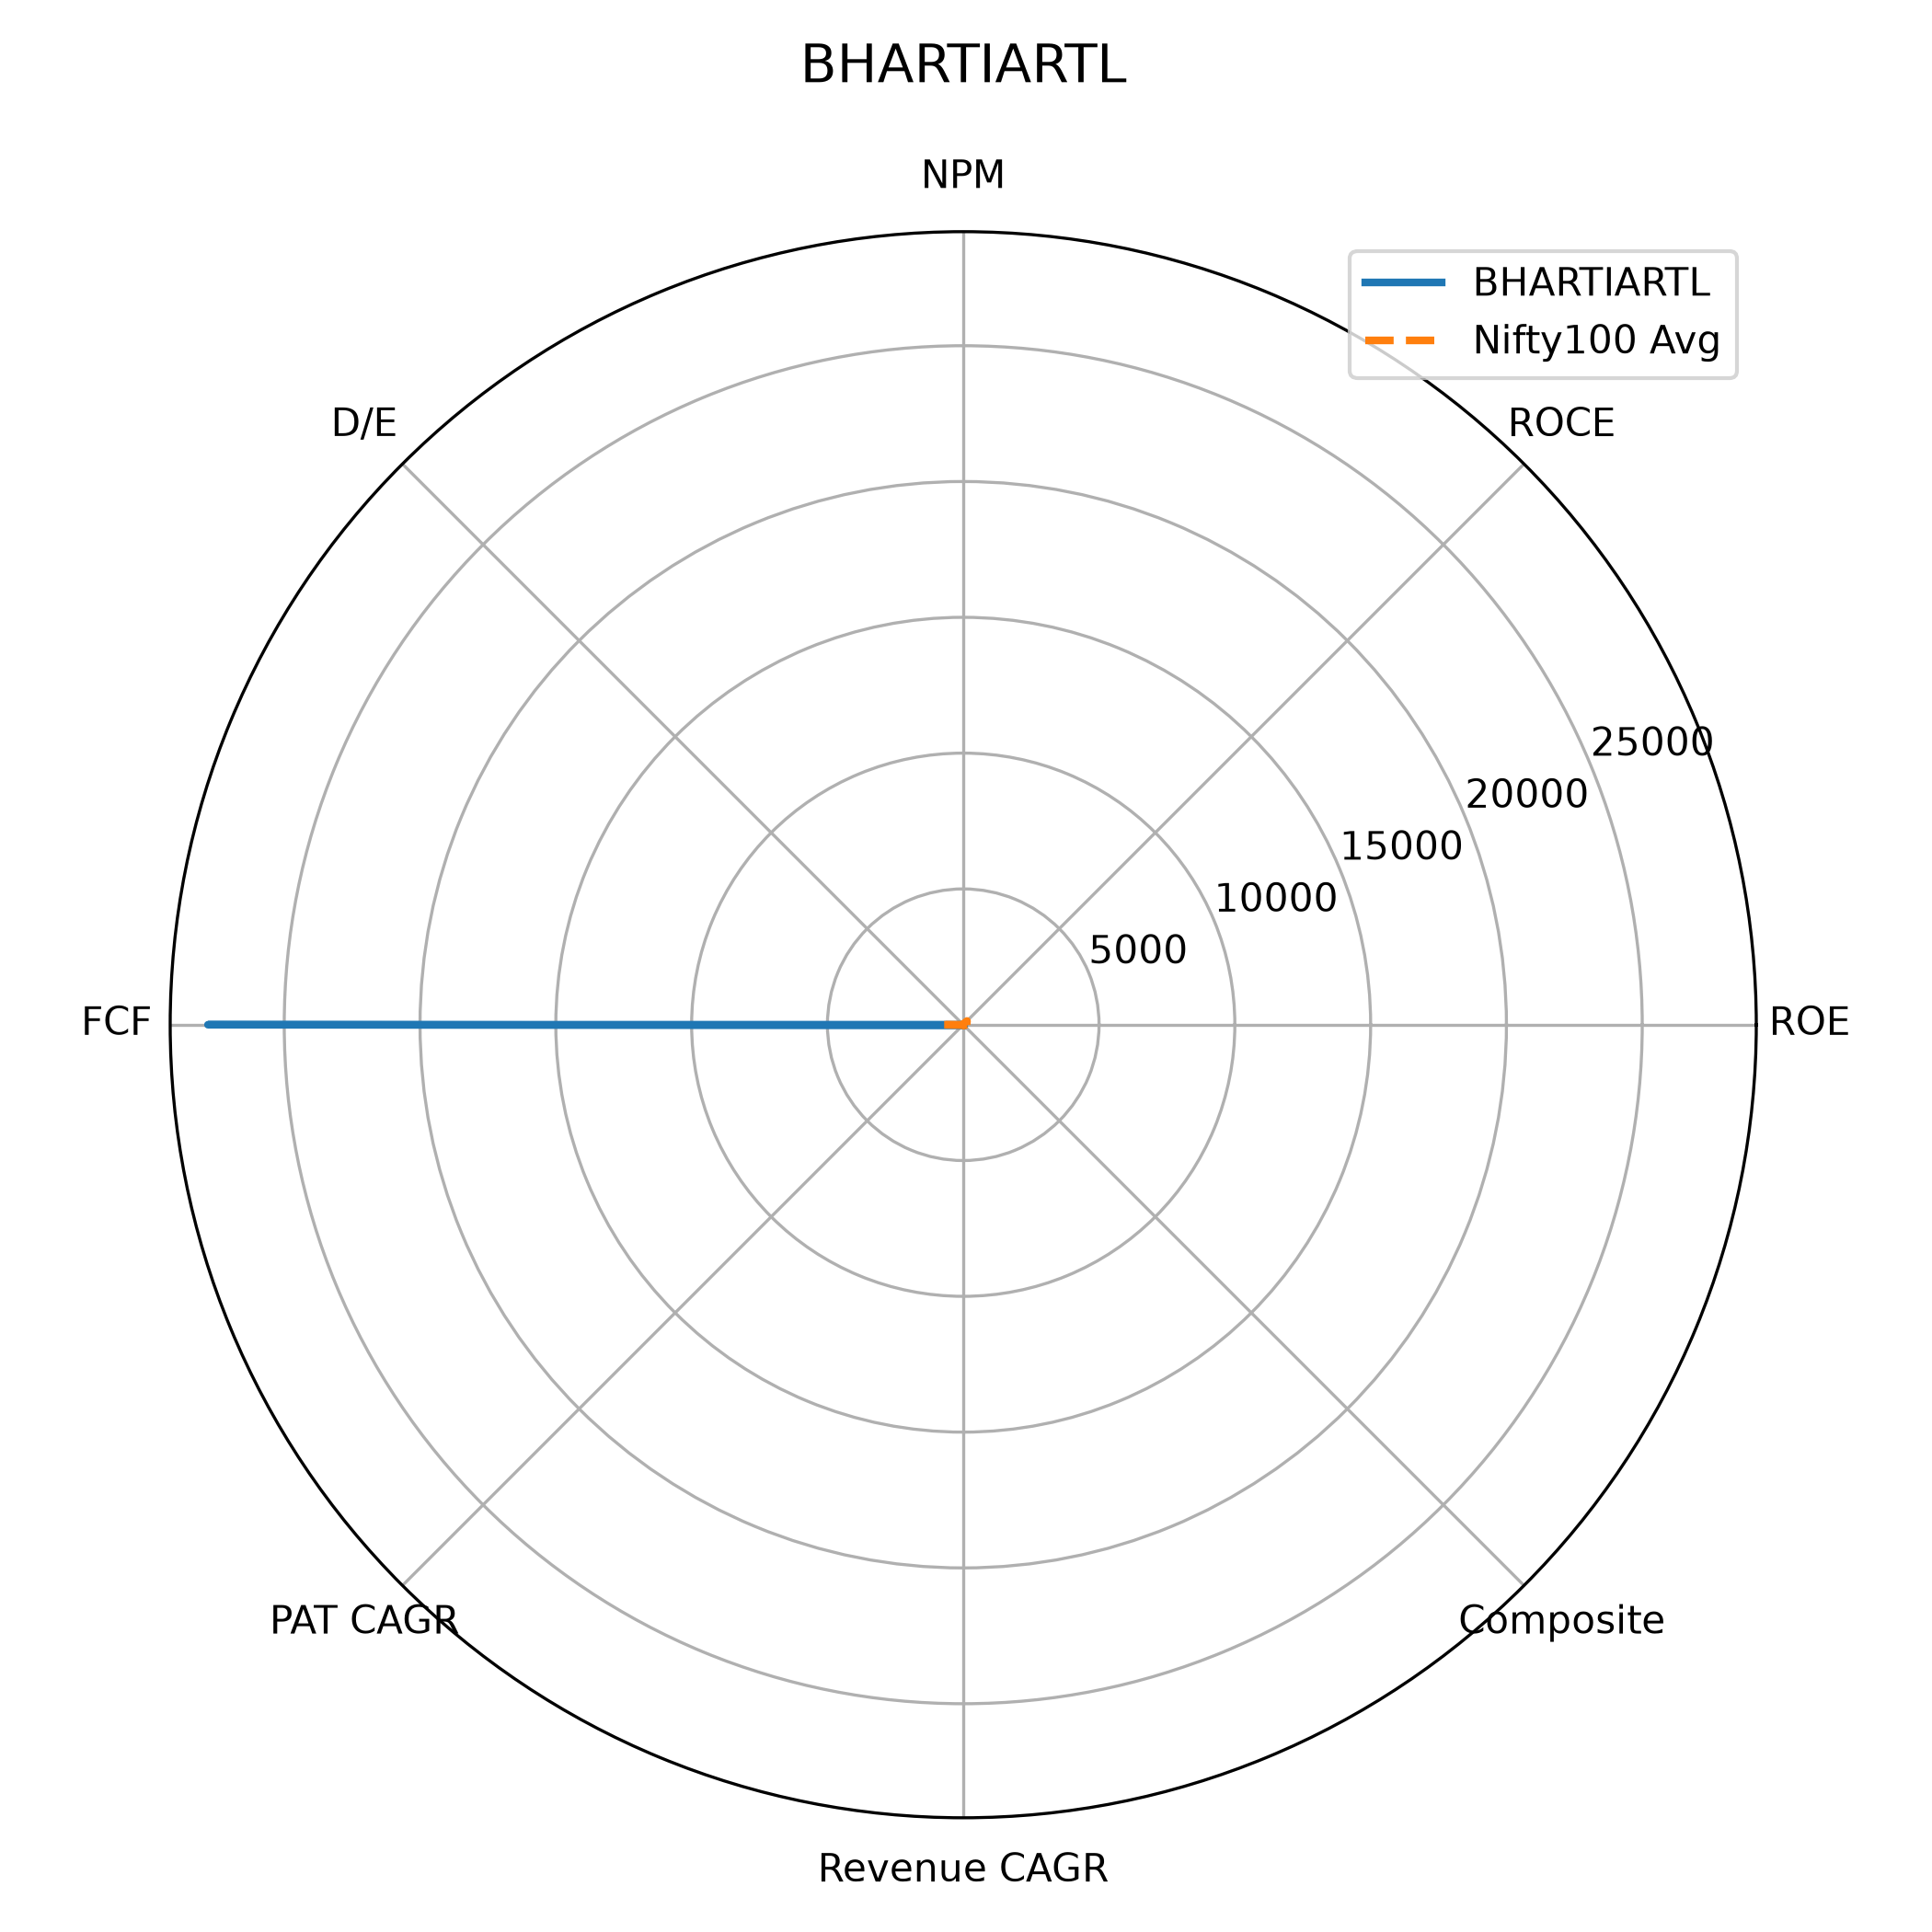 BHARTIARTL
NPM
BHARTIARTL
Nifty100 Avg
D/E
ROCE
25000
20000
15000
10000
5000
FCF
ROE
PAT CAGR
Composite
Revenue CAGR